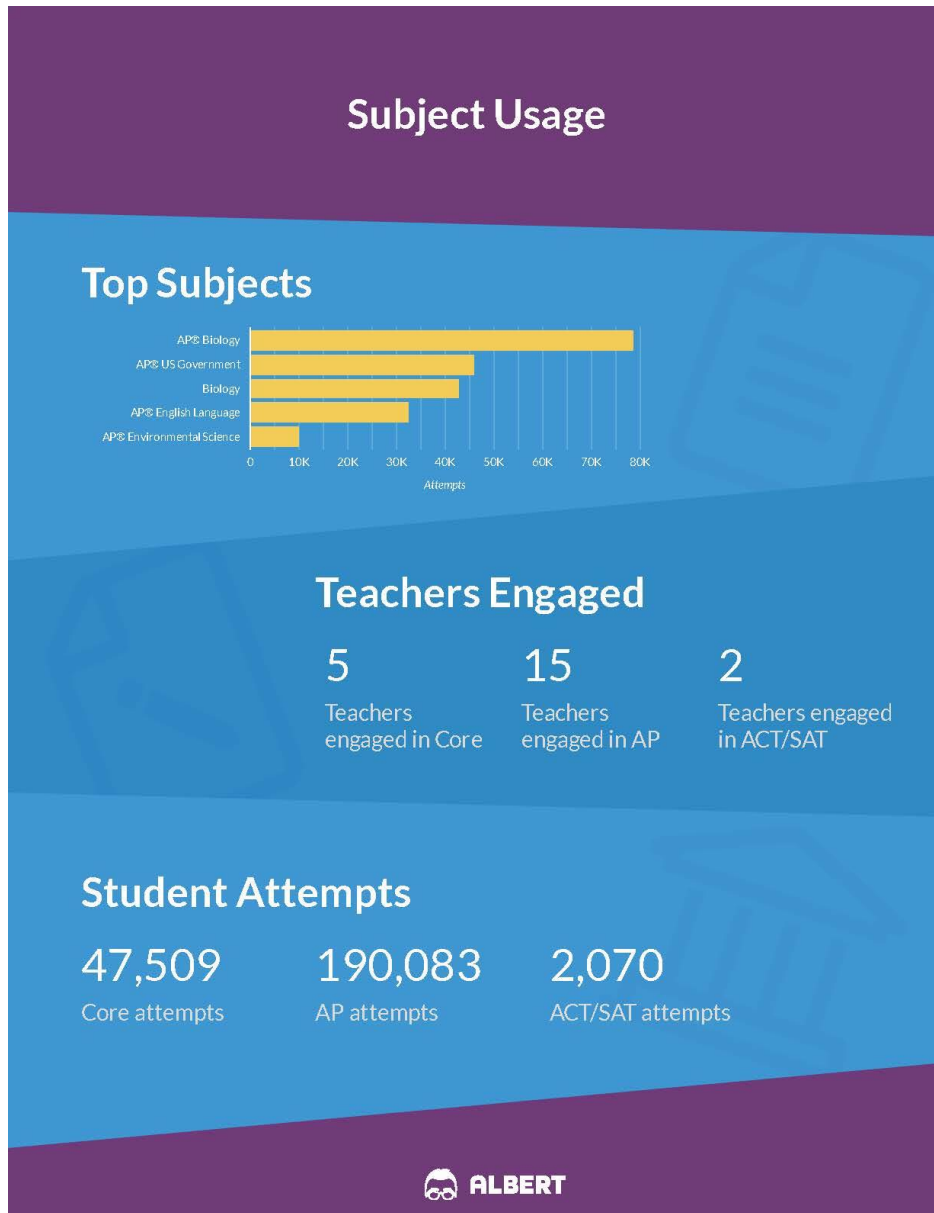 Subject Usage
Top Subjects
AP® Biology
AP® US Government
Biology
AP® English Language
AP® Environmental Science
0 10K 20K 30K 40K 50K 60K 70K 80K
Attempts
Teachers Engaged
5 15 2
Teachers Teachers Teachers engaged
engaged in Core engaged in AP in ACT/SAT
Student Attempts
47,509 190,083 2,070
Core attempts AP attempts ACT/SAT attempts
ALBERT